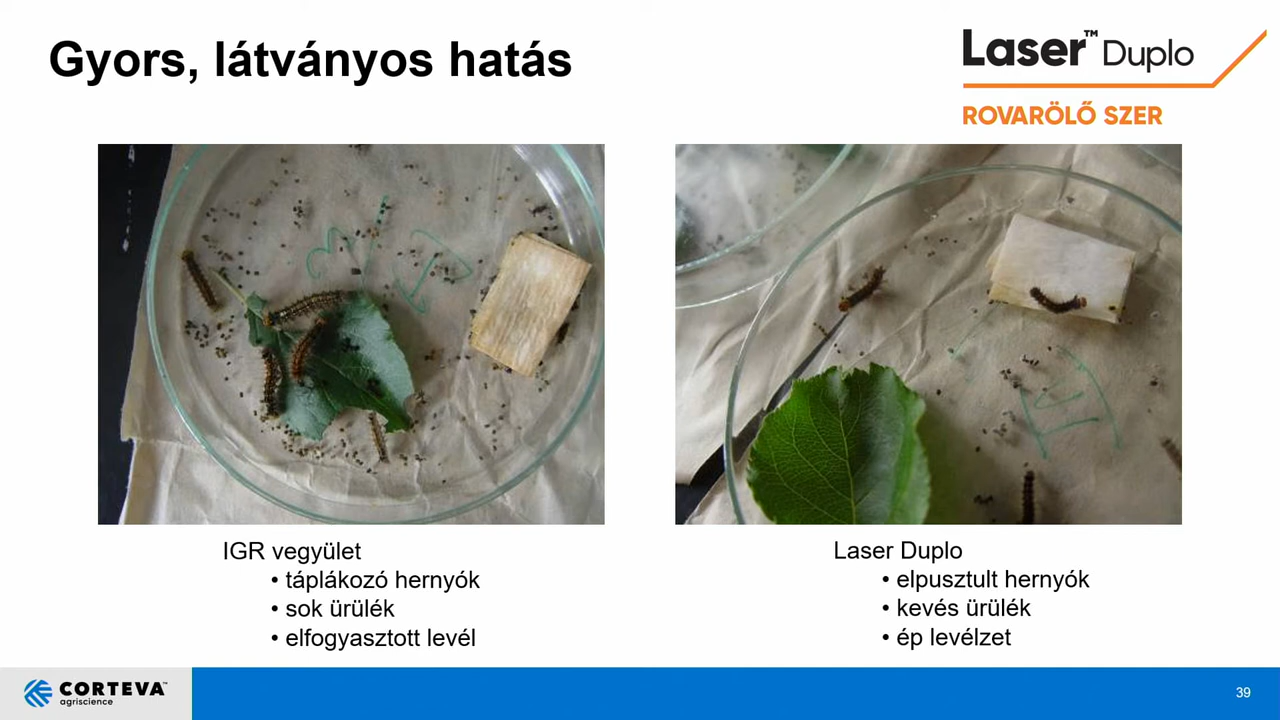 Gyors, látványos hatás
Laser™ Duplo
ROVARÖLŐ SZER
IGR vegyület
• táplákozó hernyók
• sok ürülék
• elfogyasztott levél
Laser Duplo
• elpusztult hernyók
• kevés ürülék
• ép levélzet
CORTEVA™
agriscience
39